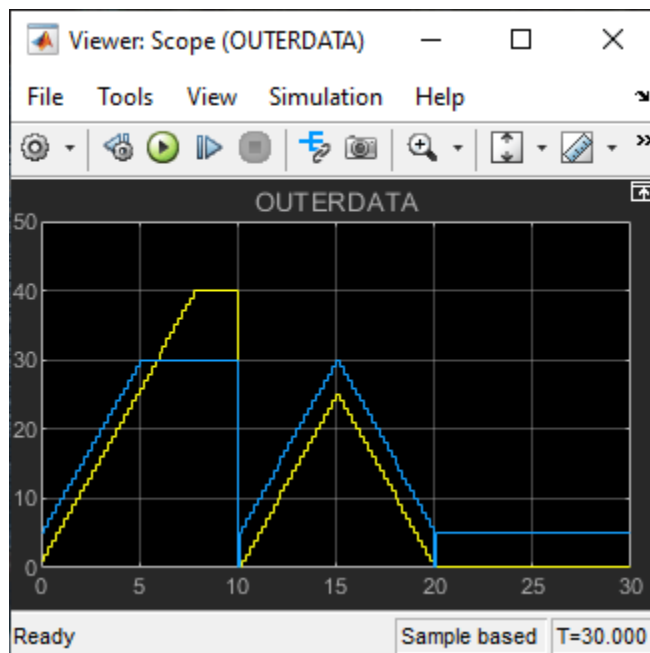 Viewer: Scope (OUTERDATA)
File Tools View Simulation Help
OUTERDATA
50
40
30
20
10
0
0 5 10 15 20 25 30
Ready Sample based T=30.000